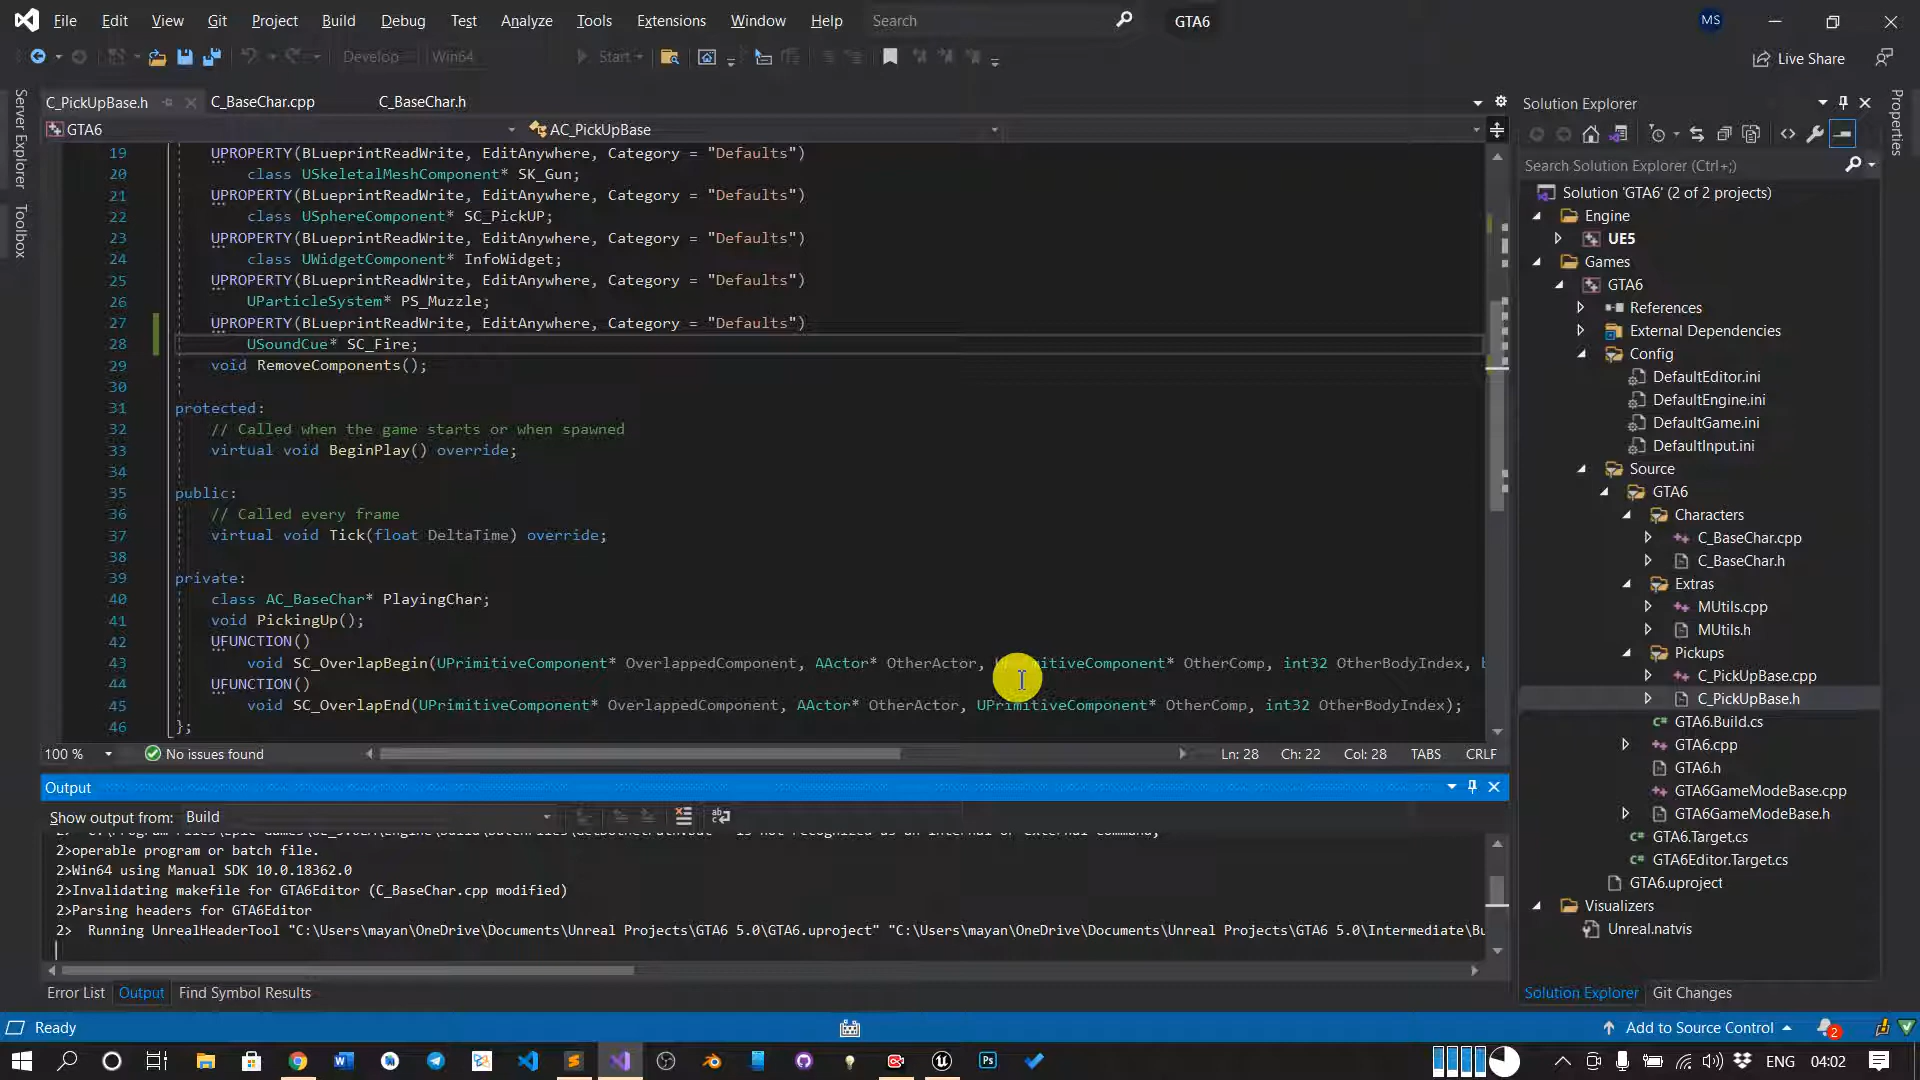 File Edit View Git Project Build Debug Test Analyze Tools Extensions Window Help Search GTA6 MS
Develop Win64 Start Live Share
Server Explorer
Toolbox
C_PickUpBase.h C_BaseChar.cpp C_BaseChar.h
GTA6 AC_PickUpBase
19 UPROPERTY(BLueprintReadWrite, EditAnywhere, Category = "Defaults")
20 class USkeletalMeshComponent* SK_Gun;
21 UPROPERTY(BLueprintReadWrite, EditAnywhere, Category = "Defaults")
22 class USphereComponent* SC_PickUP;
23 UPROPERTY(BLueprintReadWrite, EditAnywhere, Category = "Defaults")
24 class UWidgetComponent* InfoWidget;
25 UPROPERTY(BLueprintReadWrite, EditAnywhere, Category = "Defaults")
26 UParticleSystem* PS_Muzzle;
27 UPROPERTY(BLueprintReadWrite, EditAnywhere, Category = "Defaults")
28 USoundCue* SC_Fire;
29 void RemoveComponents();
30
31 protected:
32 // Called when the game starts or when spawned
33 virtual void BeginPlay() override;
34
35 public:
36 // Called every frame
37 virtual void Tick(float DeltaTime) override;
38
39 private:
40 class AC_BaseChar* PlayingChar;
41 void PickingUp();
42 UFUNCTION()
43 void SC_OverlapBegin(UPrimitiveComponent* OverlappedComponent, AActor* OtherActor, UPrimitiveComponent* OtherComp, int32 OtherBodyIndex, b
44 UFUNCTION()
45 void SC_OverlapEnd(UPrimitiveComponent* OverlappedComponent, AActor* OtherActor, UPrimitiveComponent* OtherComp, int32 OtherBodyIndex);
46 };
100 % No issues found Ln: 28 Ch: 22 Col: 28 TABS CRLF
Output
Show output from: Build
2>operable program or batch file.
2>Win64 using Manual SDK 10.0.18362.0
2>Invalidating makefile for GTA6Editor (C_BaseChar.cpp modified)
2>Parsing headers for GTA6Editor
2> Running UnrealHeaderTool "C:\Users\mayan\OneDrive\Documents\Unreal Projects\GTA6 5.0\GTA6.uproject" "C:\Users\mayan\OneDrive\Documents\Unreal Projects\GTA6 5.0\Intermediate\Bu
Error List Output Find Symbol Results
Solution Explorer
Search Solution Explorer (Ctrl+;)
Solution 'GTA6' (2 of 2 projects)
Engine
UE5
Games
GTA6
References
External Dependencies
Config
DefaultEditor.ini
DefaultEngine.ini
DefaultGame.ini
DefaultInput.ini
Source
GTA6
Characters
C_BaseChar.cpp
C_BaseChar.h
Extras
MUtils.cpp
MUtils.h
Pickups
C_PickUpBase.cpp
C_PickUpBase.h
GTA6.Build.cs
GTA6.cpp
GTA6.h
GTA6GameModeBase.cpp
GTA6GameModeBase.h
GTA6.Target.cs
GTA6Editor.Target.cs
GTA6.uproject
Visualizers
Unreal.natvis
Solution Explorer Git Changes
Properties
Ready Add to Source Control 2
ENG 04:02